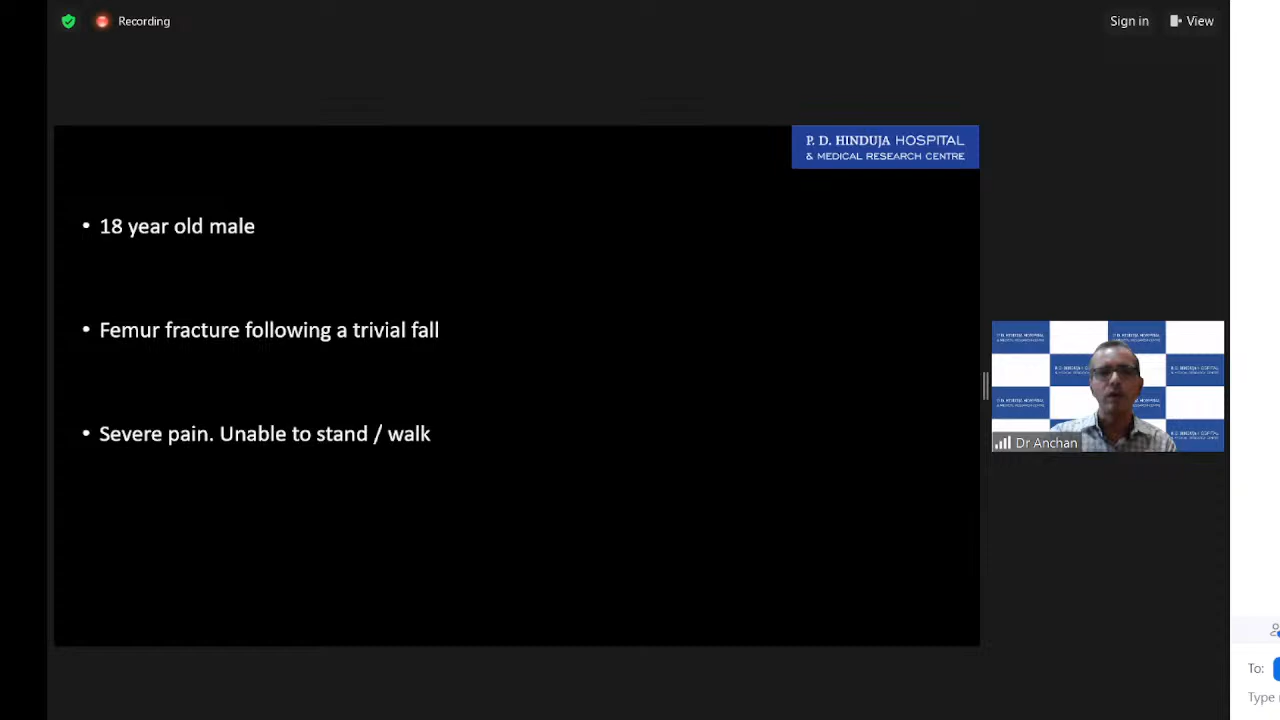 Recording
Sign in
View
P. D. HINDUJA HOSPITAL
& MEDICAL RESEARCH CENTRE
• 18 year old male
• Femur fracture following a trivial fall
• Severe pain. Unable to stand / walk
Dr Anchan
To:
Type